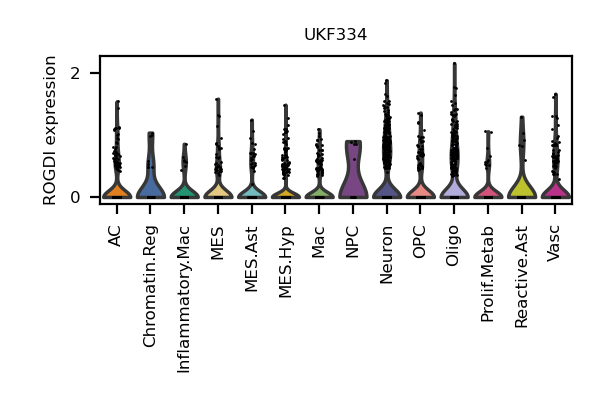 UKF334
ROGDI expression
2
0
AC
Chromatin.Reg
Inflammatory.Mac
MES
MES.Ast
MES.Hyp
Mac
NPC
Neuron
OPC
Oligo
Prolif.Metab
Reactive.Ast
Vasc